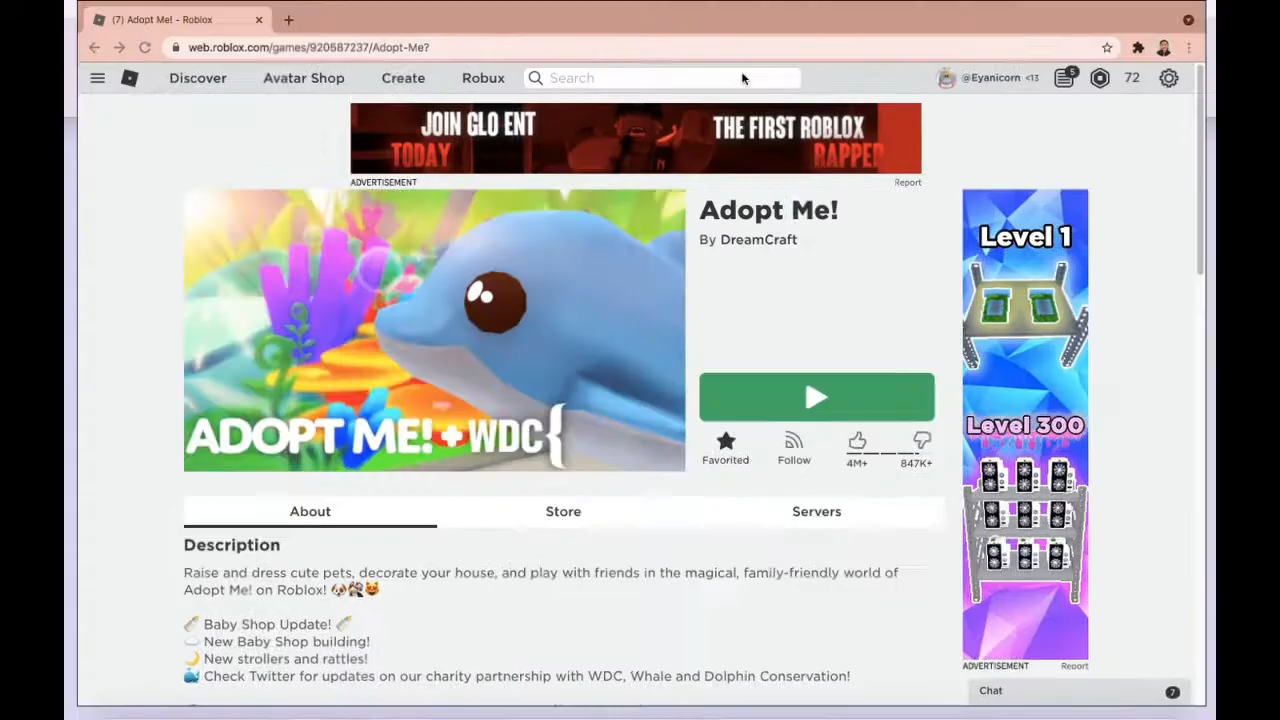 (7) Adopt Me! - Roblox
web.roblox.com/games/920587237/Adopt-Me?
Discover
Avatar Shop
Create
Robux
Search
@Eyanicorn <13
5
72
JOIN GLO ENT
TODAY
THE FIRST ROBLOX
RAPPER
ADVERTISEMENT
Report
ADOPT ME! + WDC{
Adopt Me!
By DreamCraft
Favorited
Follow
4M+
847K+
Level 1
Level 300
ADVERTISEMENT
Report
About
Store
Servers
Description
Raise and dress cute pets, decorate your house, and play with friends in the magical, family-friendly world of
Adopt Me! on Roblox! 🐶👩‍👧😻
🍼 Baby Shop Update! 🍼
☁️ New Baby Shop building!
🌙 New strollers and rattles!
🐳 Check Twitter for updates on our charity partnership with WDC, Whale and Dolphin Conservation!
Chat
7